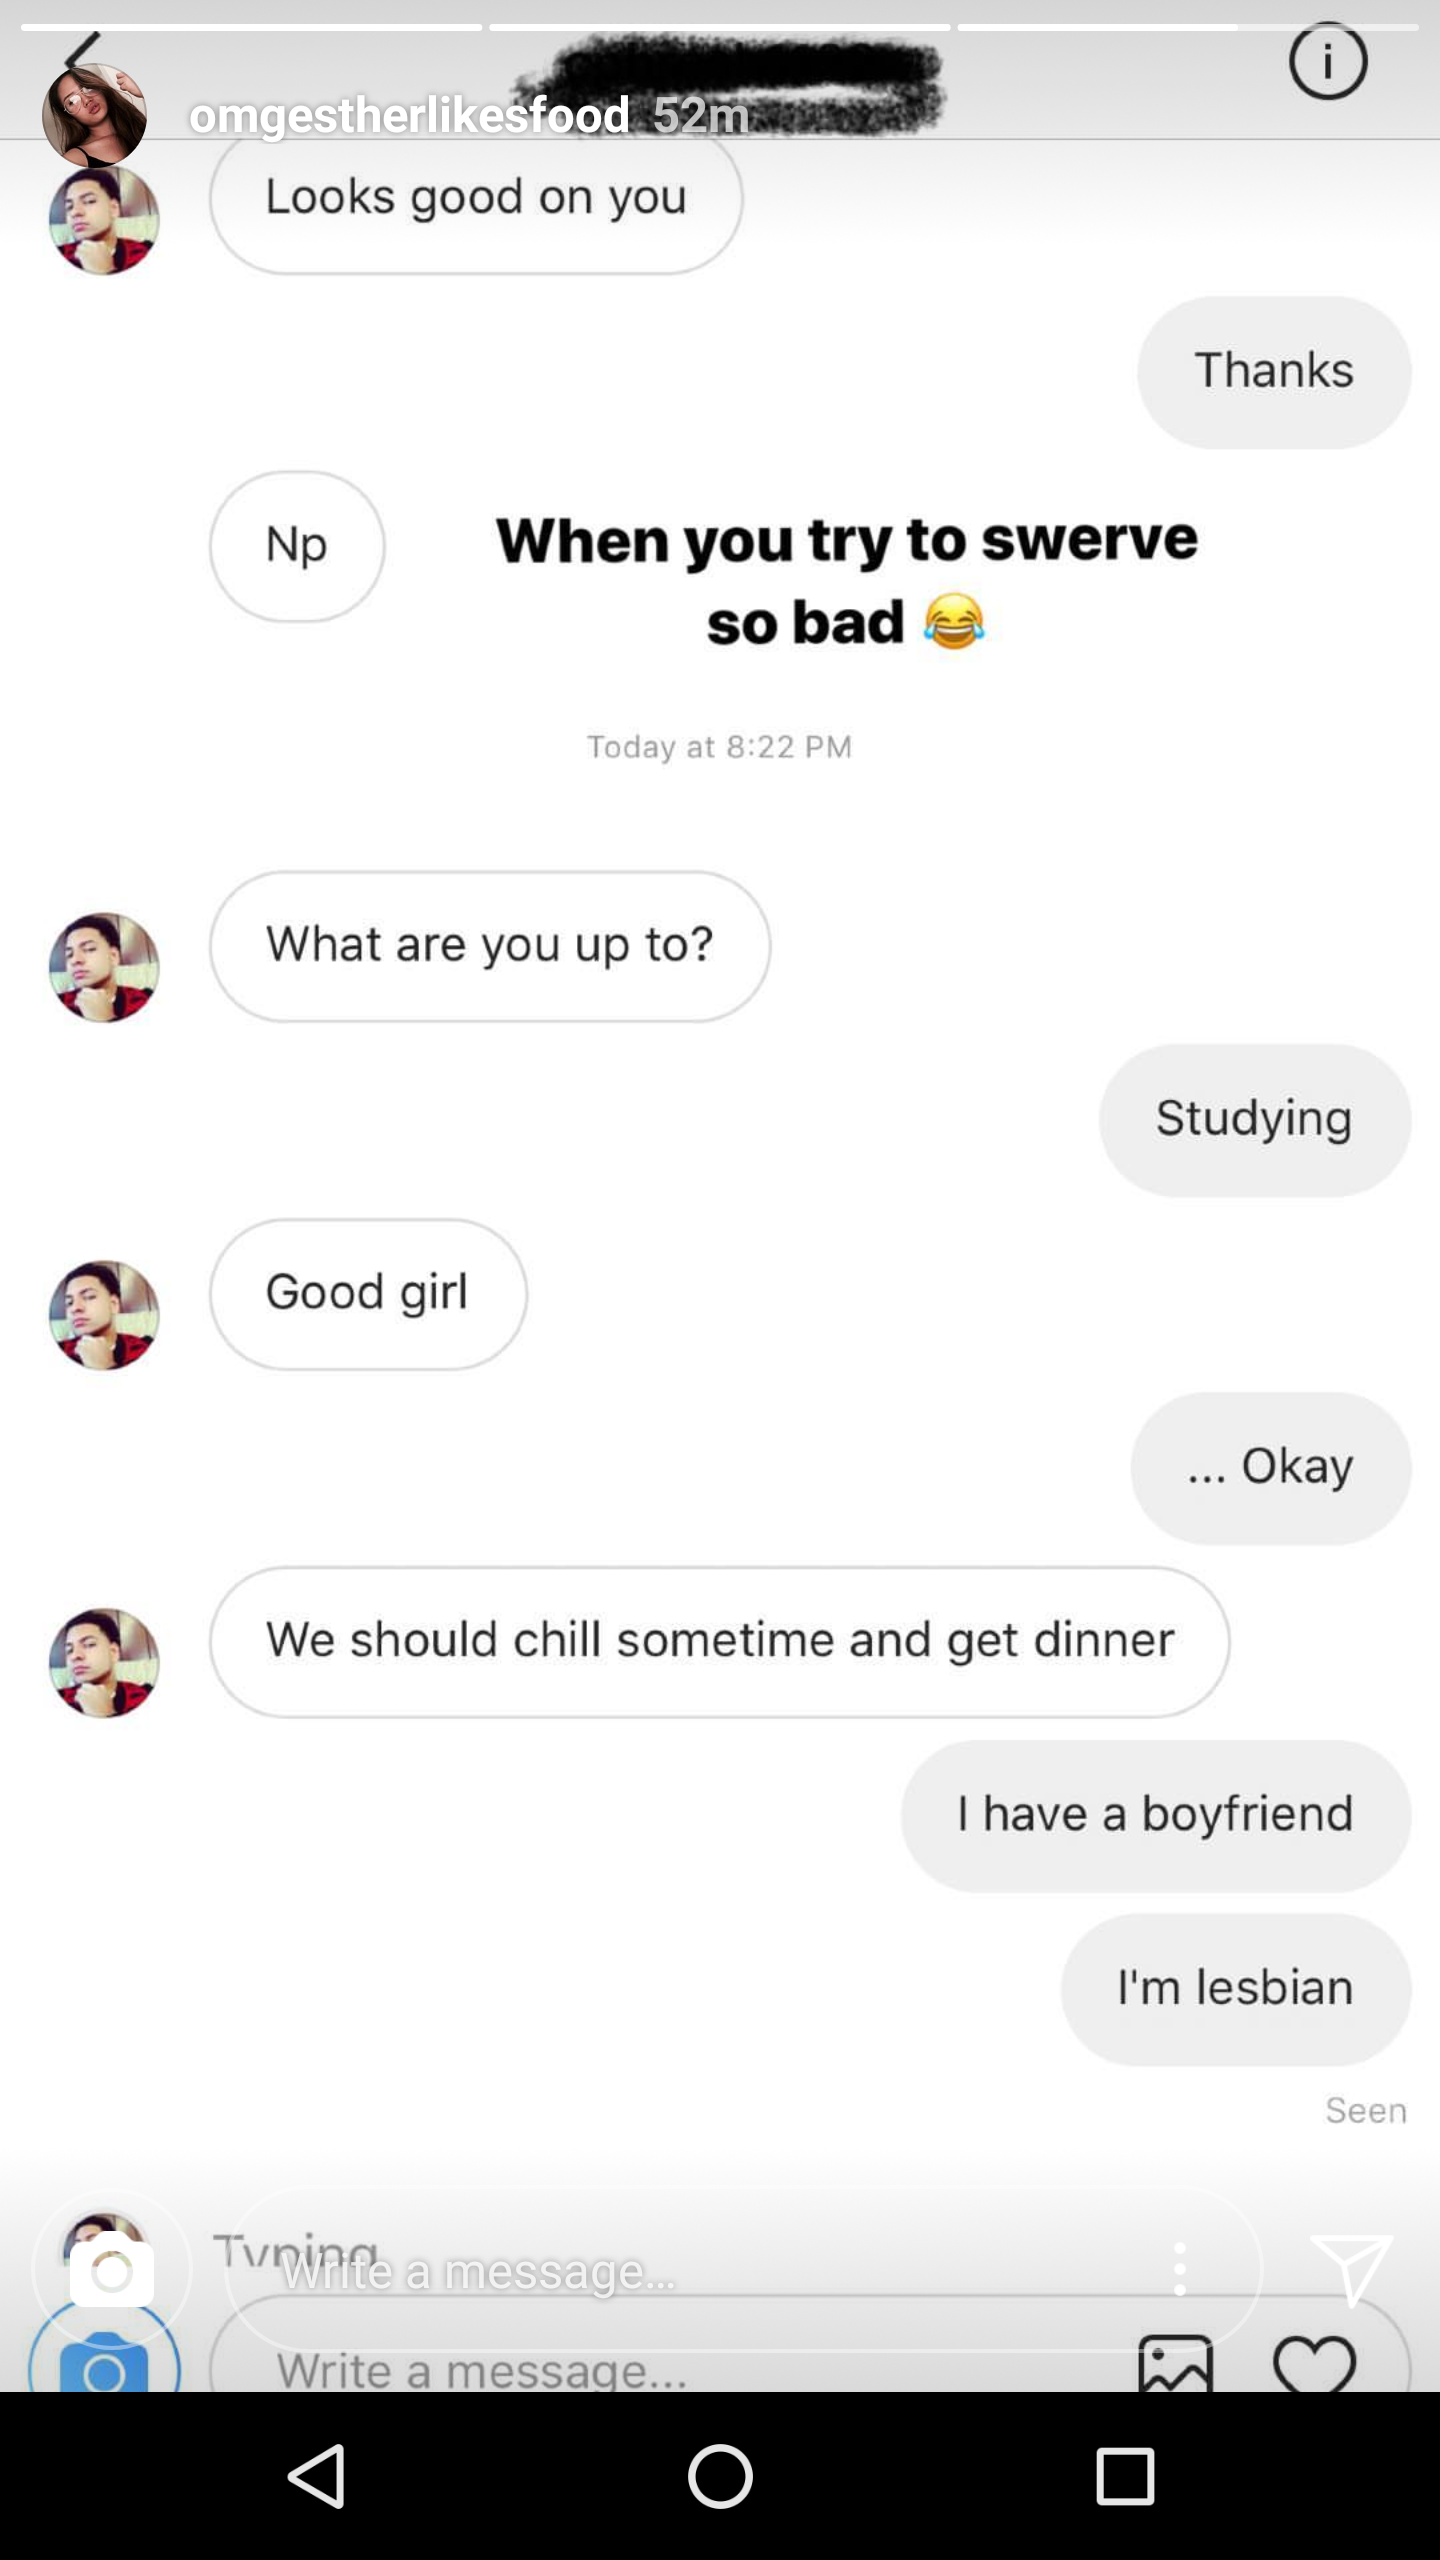 omgestherlikesfood 52m
Looks good on you
Thanks
Np
When you try to swerve
so bad 😂
Today at 8:22 PM
What are you up to?
Studying
Good girl
... Okay
We should chill sometime and get dinner
I have a boyfriend
I'm lesbian
Seen
Typing
Write a message...
Write a message...